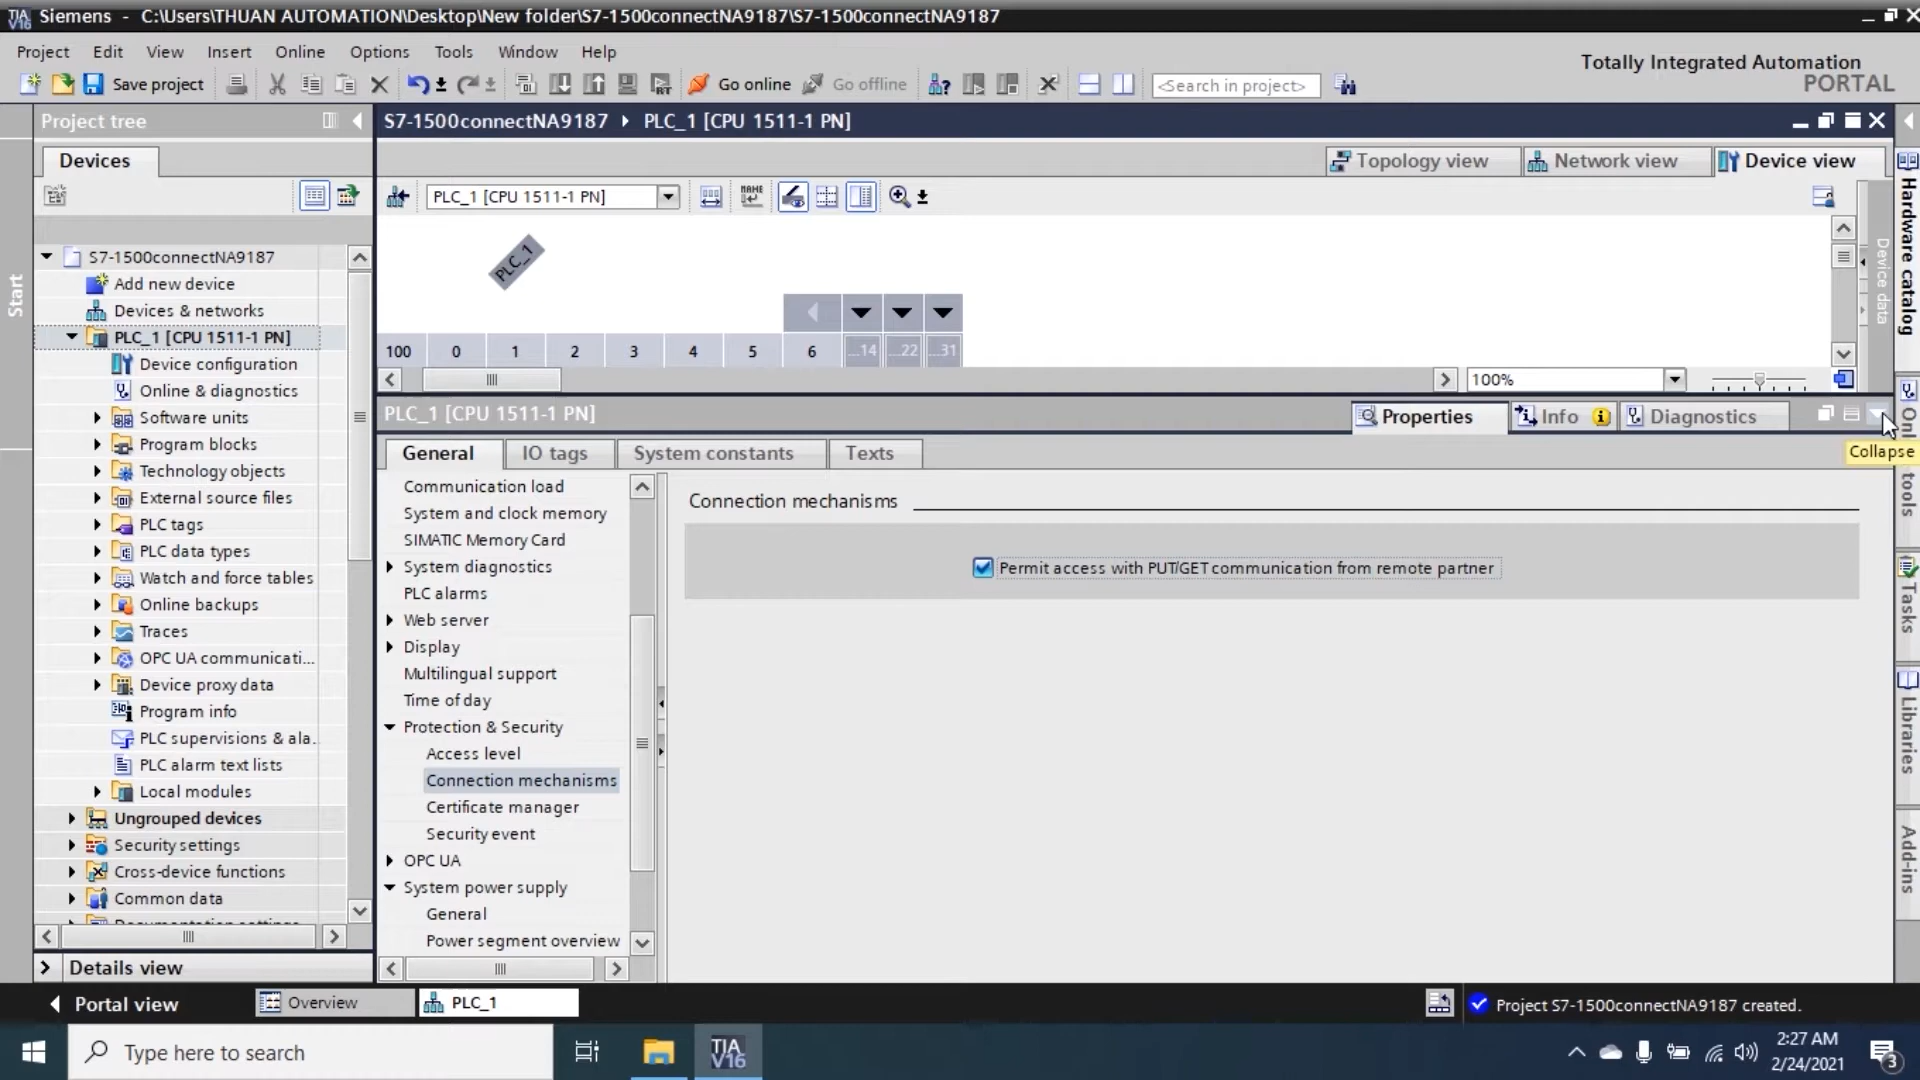 Siemens - C:\Users\THUAN AUTOMATION\Desktop\New folder\S7-1500connectNA9187\S7-1500connectNA9187
Project Edit View Insert Online Options Tools Window Help
Totally Integrated Automation
PORTAL
Save project
Go online
Go offline
<Search in project>
Project tree
S7-1500connectNA9187 ▸ PLC_1 [CPU 1511-1 PN]
Devices
Topology view
Network view
Device view
PLC_1 [CPU 1511-1 PN]
Start
S7-1500connectNA9187
Add new device
Devices & networks
PLC_1 [CPU 1511-1 PN]
Device configuration
Online & diagnostics
Software units
Program blocks
Technology objects
External source files
PLC tags
PLC data types
Watch and force tables
Online backups
Traces
OPC UA communicati...
Device proxy data
Program info
PLC supervisions & ala.
PLC alarm text lists
Local modules
Ungrouped devices
Security settings
Cross-device functions
Common data
Documentation settings
Details view
PLC_1
100 0 1 2 3 4 5 6 ...14 ...22 ...31
100%
Device data
PLC_1 [CPU 1511-1 PN]
Properties
Info
Diagnostics
Collapse
General
IO tags
System constants
Texts
Communication load
System and clock memory
SIMATIC Memory Card
System diagnostics
PLC alarms
Web server
Display
Multilingual support
Time of day
Protection & Security
Access level
Connection mechanisms
Certificate manager
Security event
OPC UA
System power supply
General
Power segment overview
Connection mechanisms
Permit access with PUT/GET communication from remote partner
Hardware catalog
Onl tools
Tasks
Libraries
Add-ins
Portal view
Overview
PLC_1
Project S7-1500connectNA9187 created.
Type here to search
TIA
V16
2:27 AM
2/24/2021
3